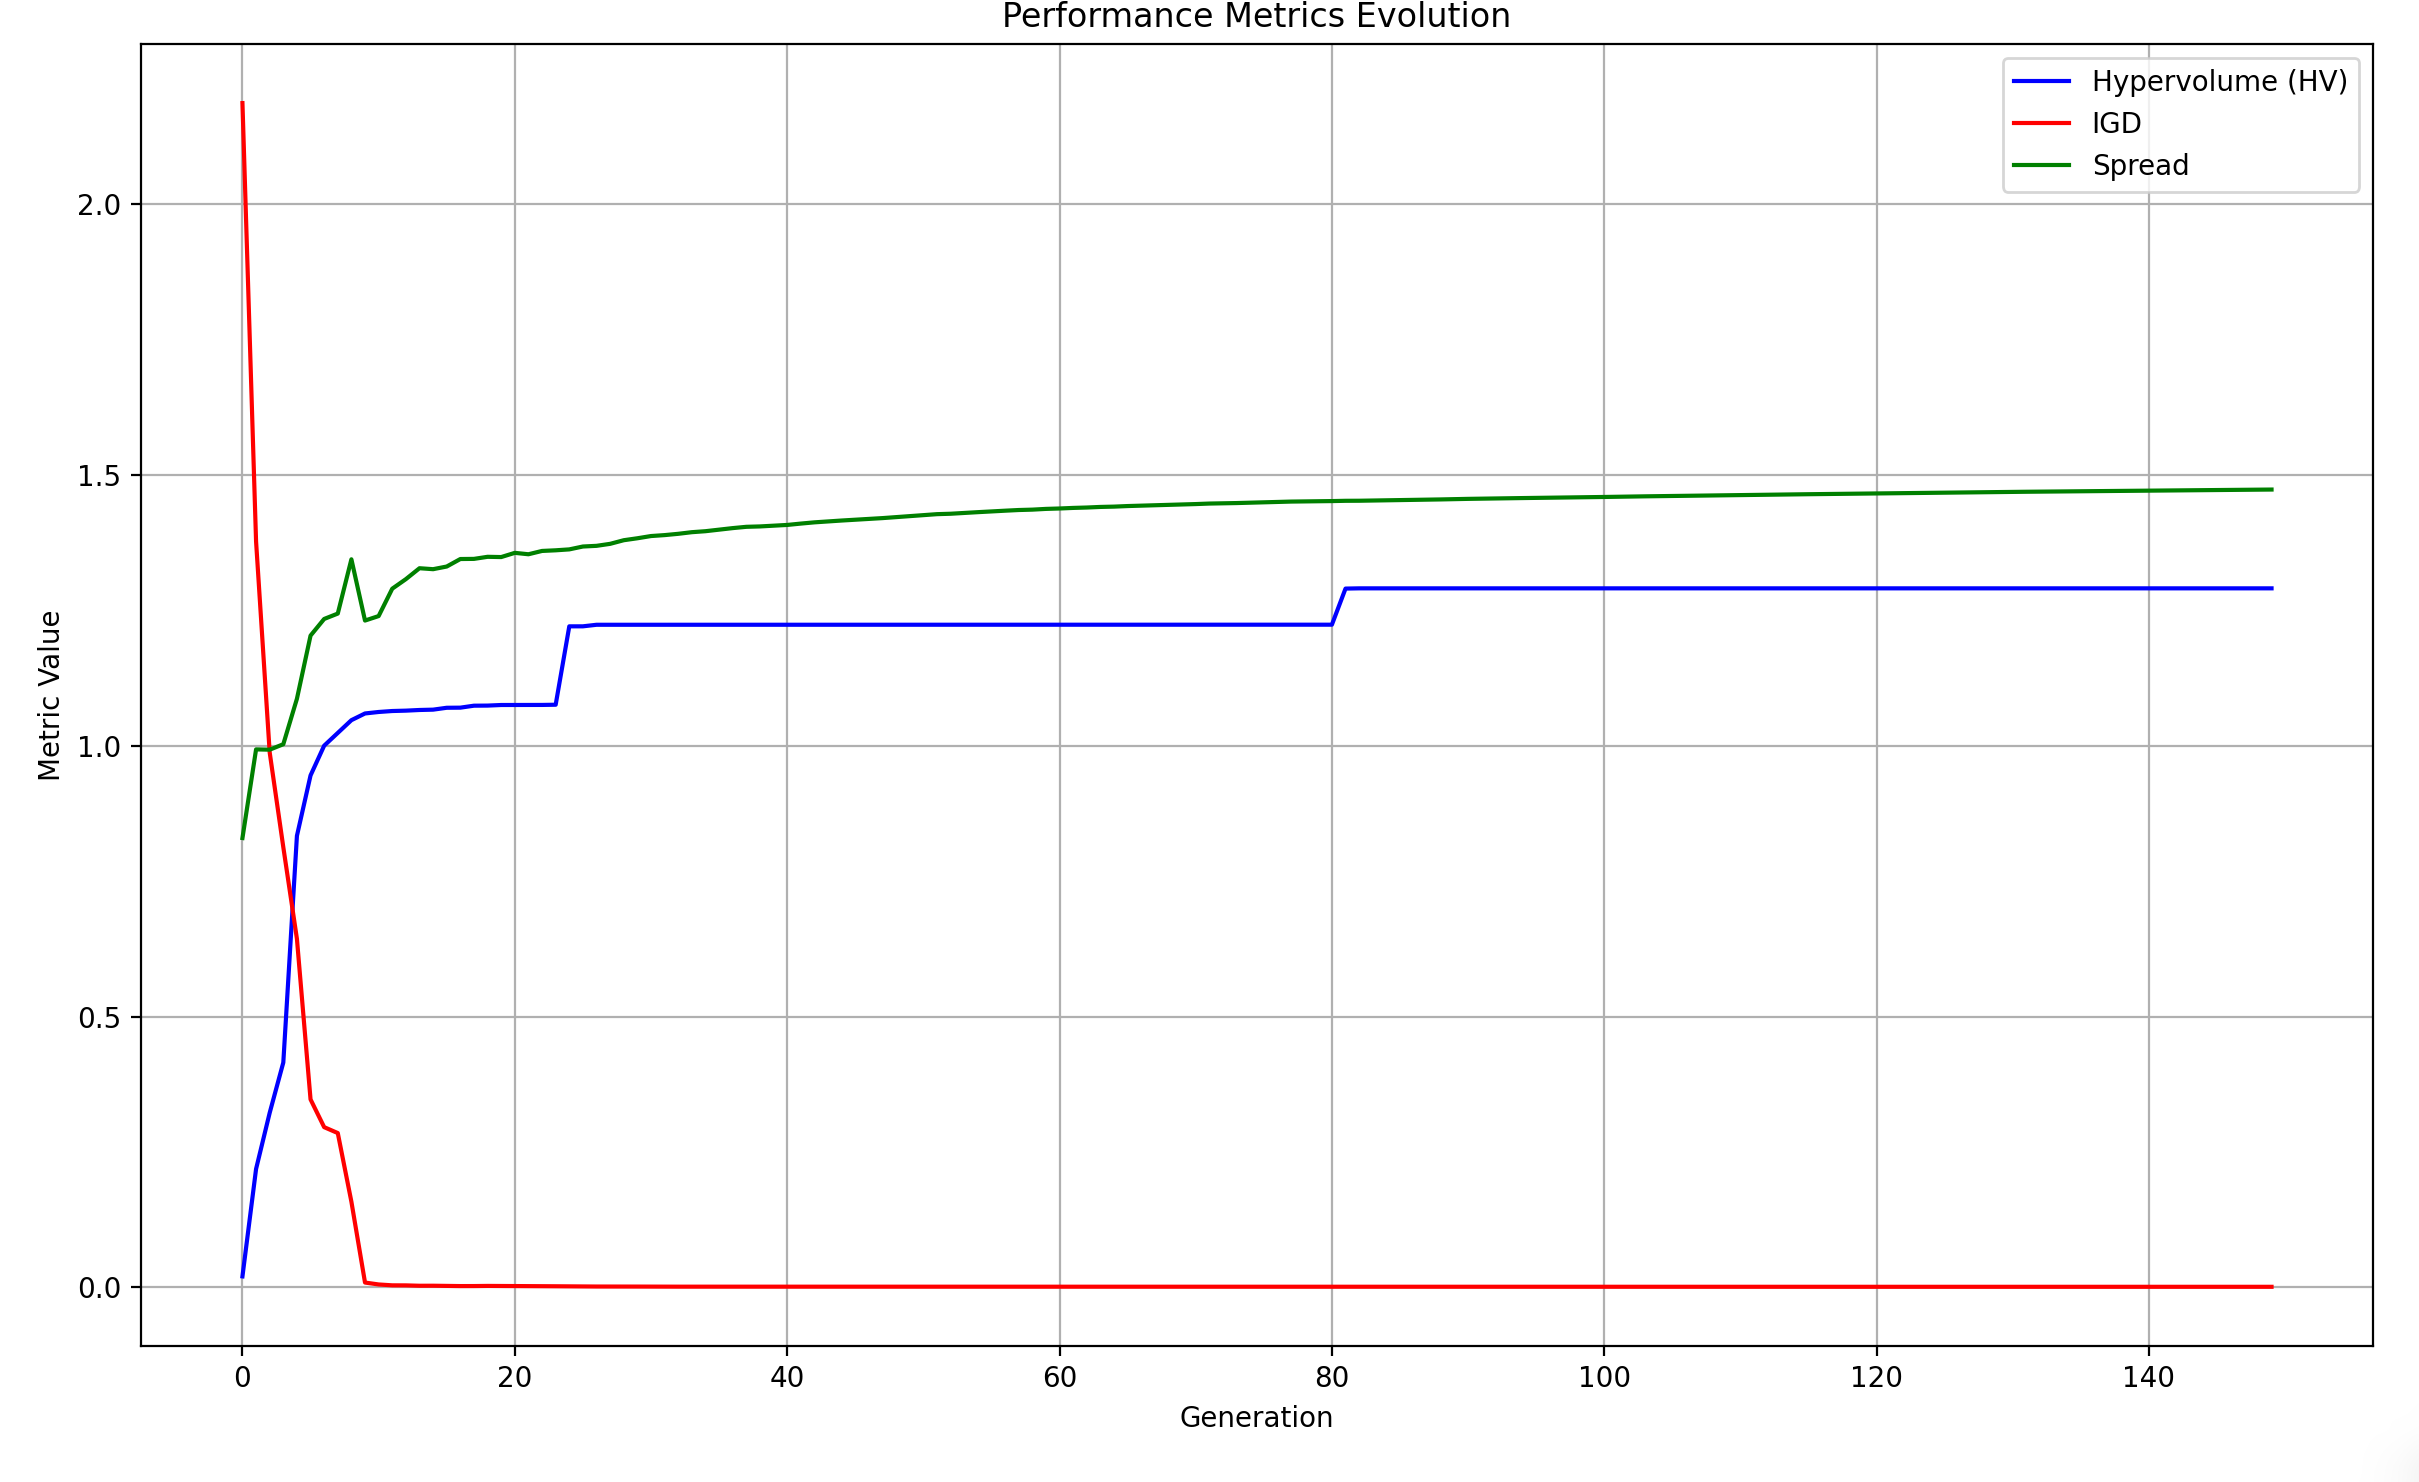 Performance Metrics Evolution
Hypervolume (HV)
IGD
Spread
Metric Value
2.0
1.5
1.0
0.5
0.0
0 20 40 60 80 100 120 140
Generation